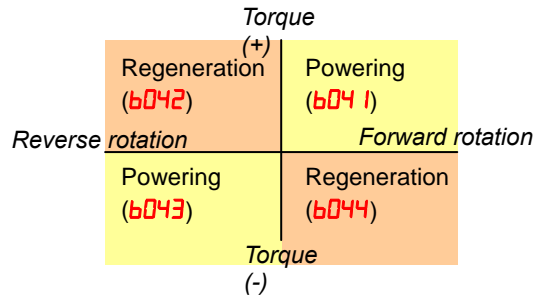 Torque
(+)
Regeneration
(b042)
Powering
(b041)
Reverse rotation
Forward rotation
Powering
(b043)
Regeneration
(b044)
Torque
(-)